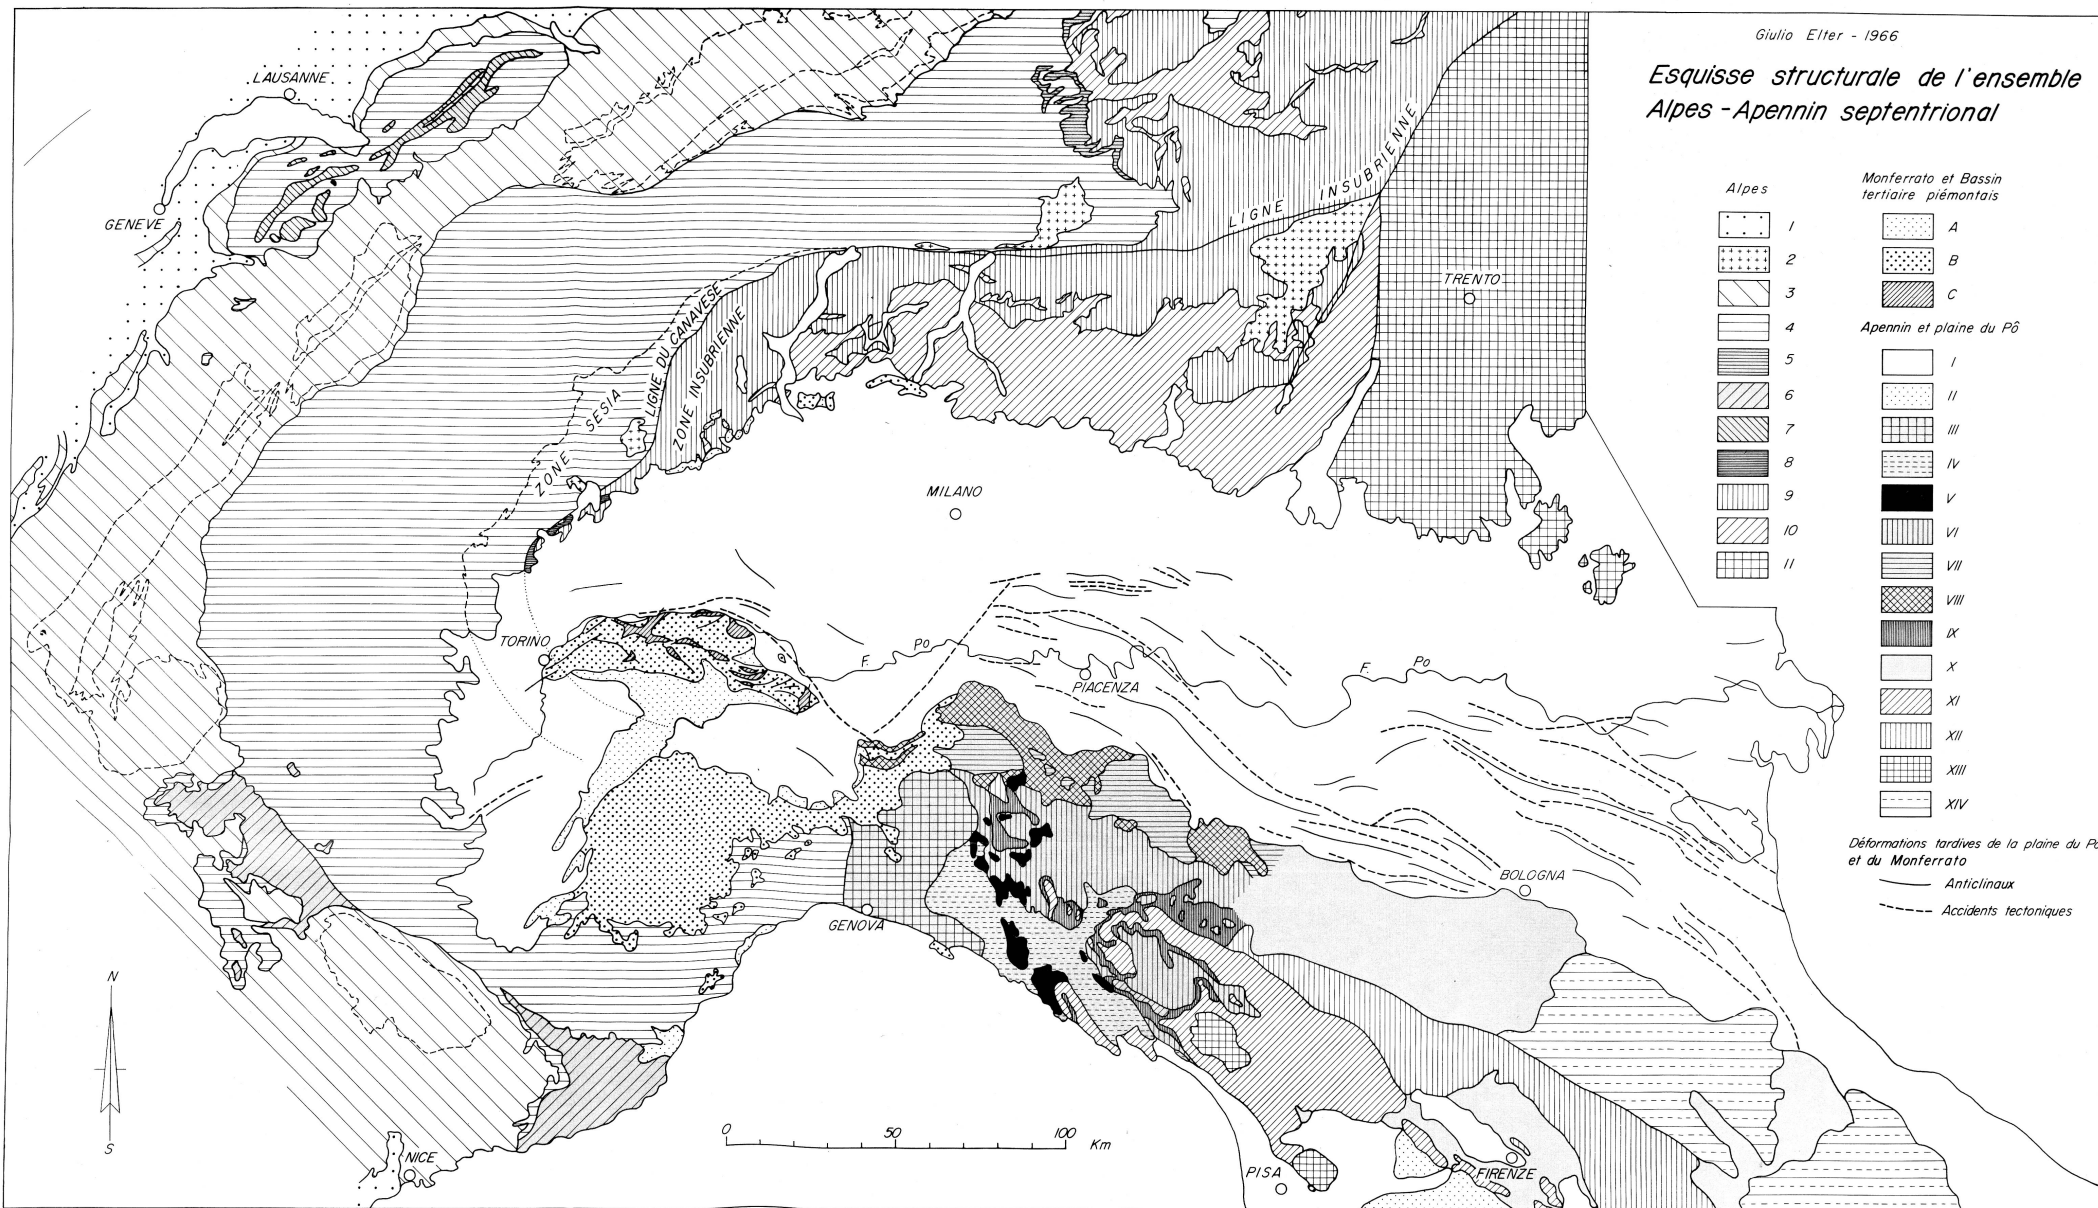 Giulio Elter - 1966
Esquisse structurale de l'ensemble
Alpes - Apennin septentrional
Alpes
1
2
3
4
5
6
7
8
9
10
11
Monferrato et Bassin
tertiaire piémontais
A
B
C
Apennin et plaine du Pô
I
II
III
IV
V
VI
VII
VIII
IX
X
XI
XII
XIII
XIV
Déformations tardives de la plaine du Pô
et du Monferrato
Anticlinaux
Accidents tectoniques
LAUSANNE
GENEVE
LIGNE INSUBRIENNE
TRENTO
LIGNE DU CANAVESE
ZONE INSUBRIENNE
ZONE SESIA
MILANO
TORINO
F. Po
PIACENZA
F. Po
BOLOGNA
GENOVA
N
S
0 50 100 Km
NICE
PISA
FIRENZE